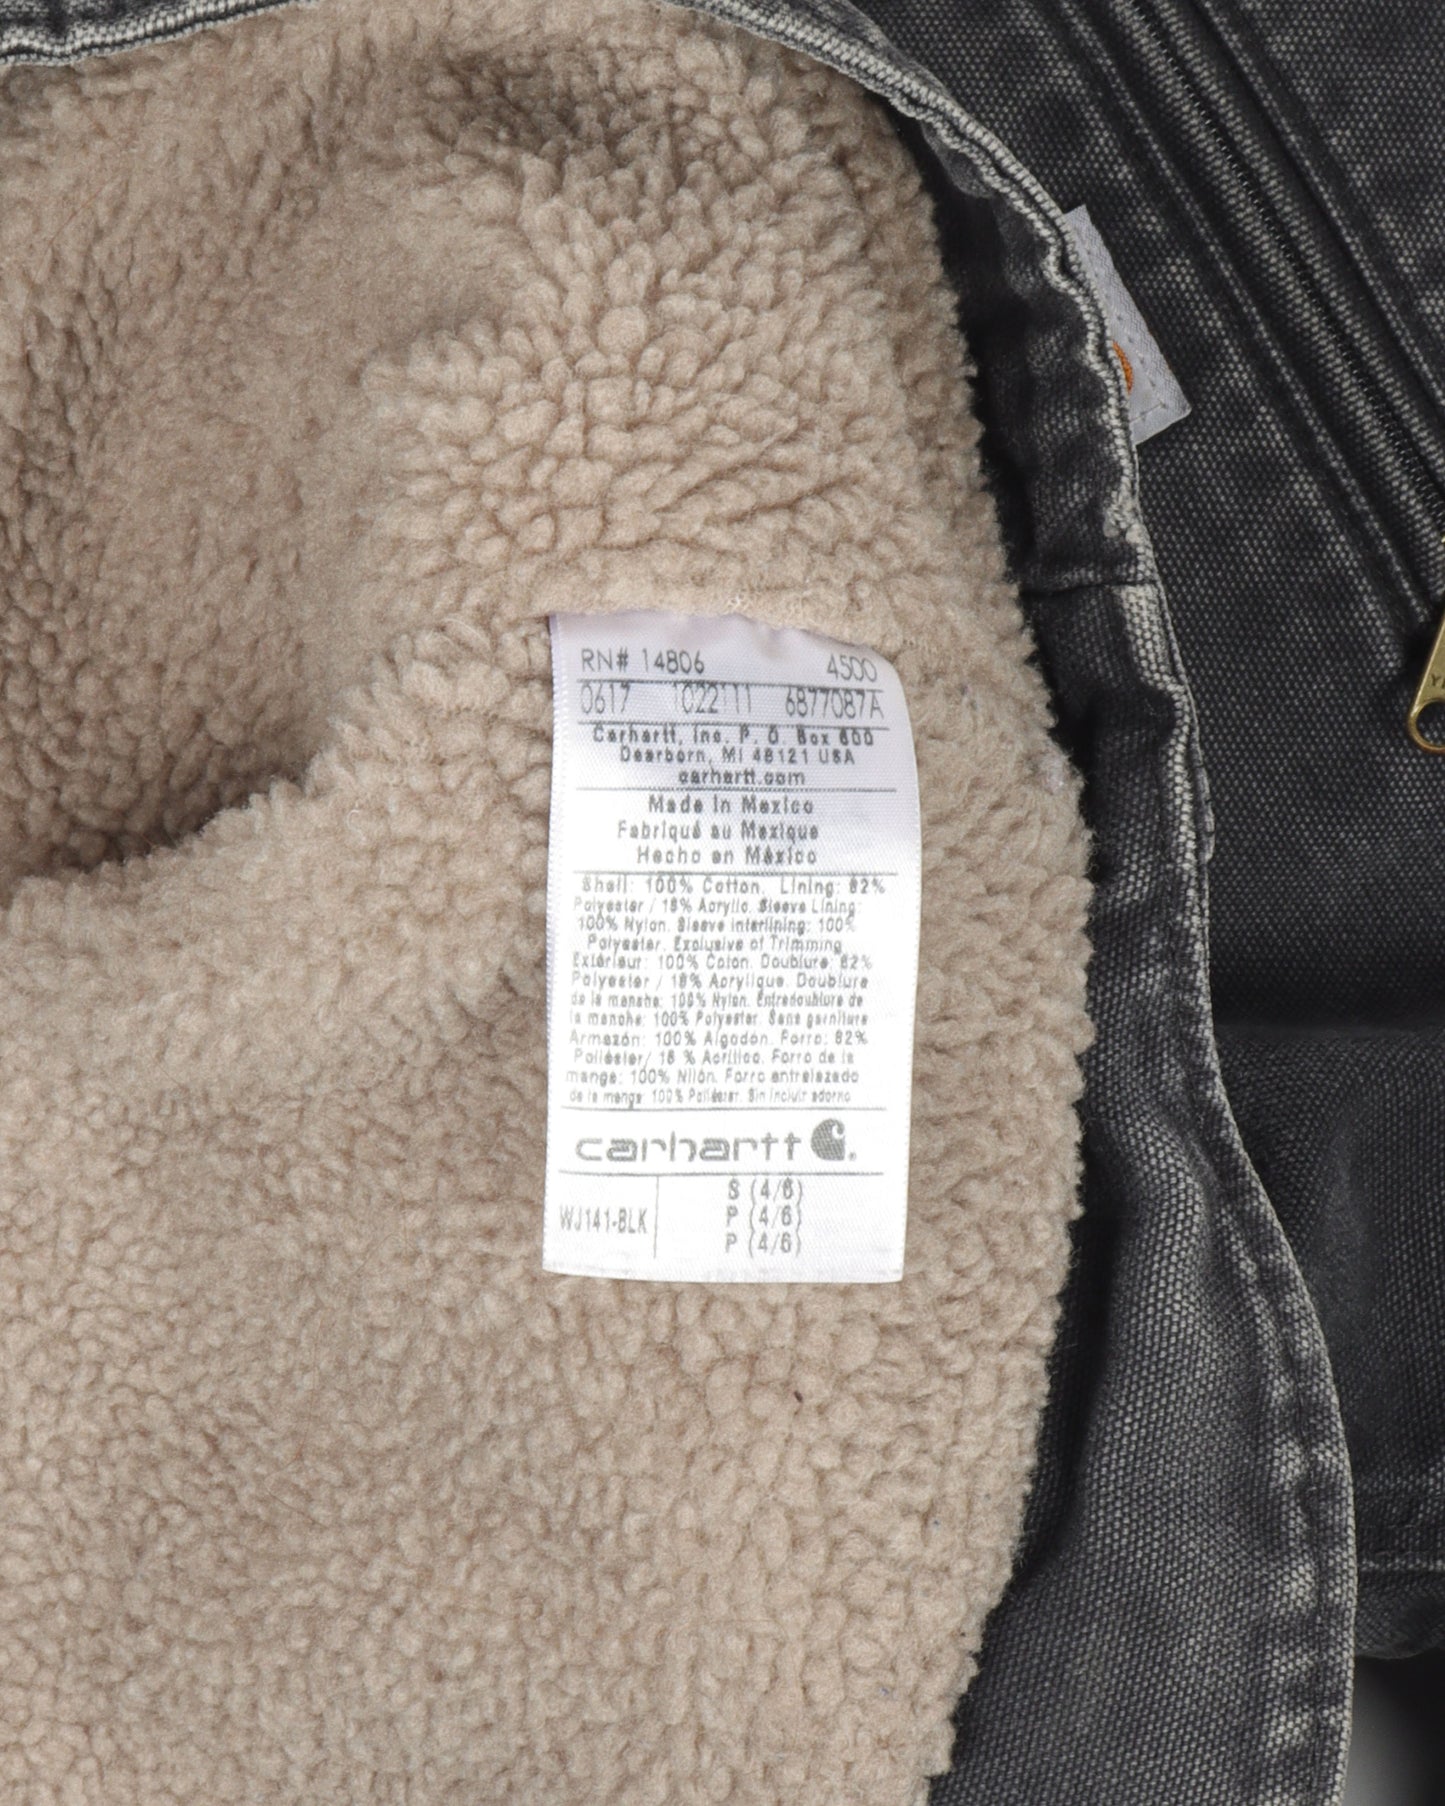 RN# 14806 4500
0617 1022111 6877087A
Carhartt, Inc. P. O. Box 600
Dearborn, MI 48121 USA
carhartt.com
Made in Mexico
Fabriqué au Mexique
Hecho en México
Shell: 100% Cotton. Lining: 82%
Polyester / 18% Acrylic. Sleeve Lining:
100% Nylon. Sleeve interlining: 100%
Polyester. Exclusive of Trimming
Extérieur: 100% Coton. Doublure: 82%
Polyester / 18% Acrylique. Doublure
de la manche: 100% Nylon. Entredoublure de
la manche: 100% Polyester. Sans garniture
Armazón: 100% Algodón. Forro: 82%
Poliéster/ 18 % Acrílico. Forro de la
manga: 100% Nilón. Forro entrelazado
de la manga: 100% Poliéster. Sin incluir adorno
carhartt
WJ141-BLK
S (4/6)
P (4/6)
P (4/6)